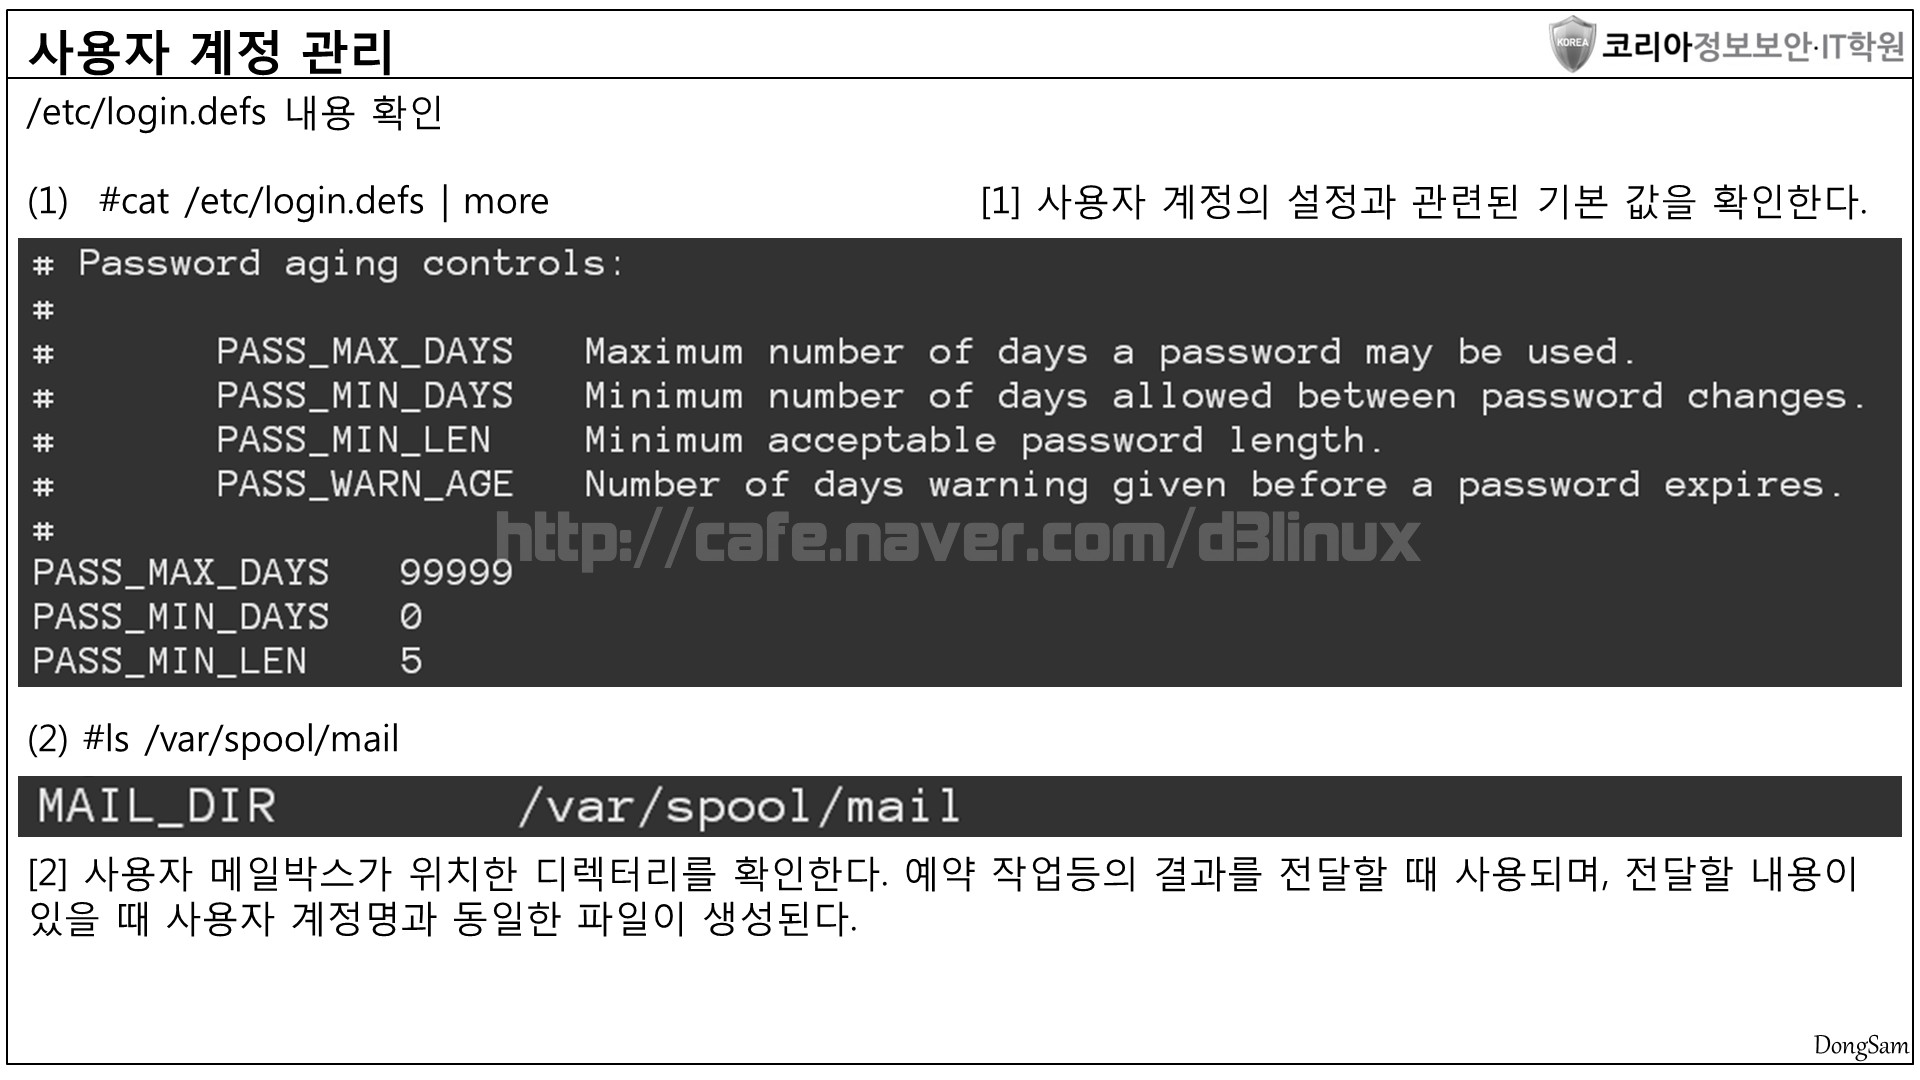 사용자 계정 관리
KOREA 코리아정보보안·IT학원
/etc/login.defs 내용 확인
(1) #cat /etc/login.defs | more
[1] 사용자 계정의 설정과 관련된 기본 값을 확인한다.
# Password aging controls:
#
# PASS_MAX_DAYS Maximum number of days a password may be used.
# PASS_MIN_DAYS Minimum number of days allowed between password changes.
# PASS_MIN_LEN Minimum acceptable password length.
# PASS_WARN_AGE Number of days warning given before a password expires.
#
http://cafe.naver.com/d3linux
PASS_MAX_DAYS 99999
PASS_MIN_DAYS 0
PASS_MIN_LEN 5
(2) #ls /var/spool/mail
MAIL_DIR /var/spool/mail
[2] 사용자 메일박스가 위치한 디렉터리를 확인한다. 예약 작업등의 결과를 전달할 때 사용되며, 전달할 내용이
있을 때 사용자 계정명과 동일한 파일이 생성된다.
DongSam